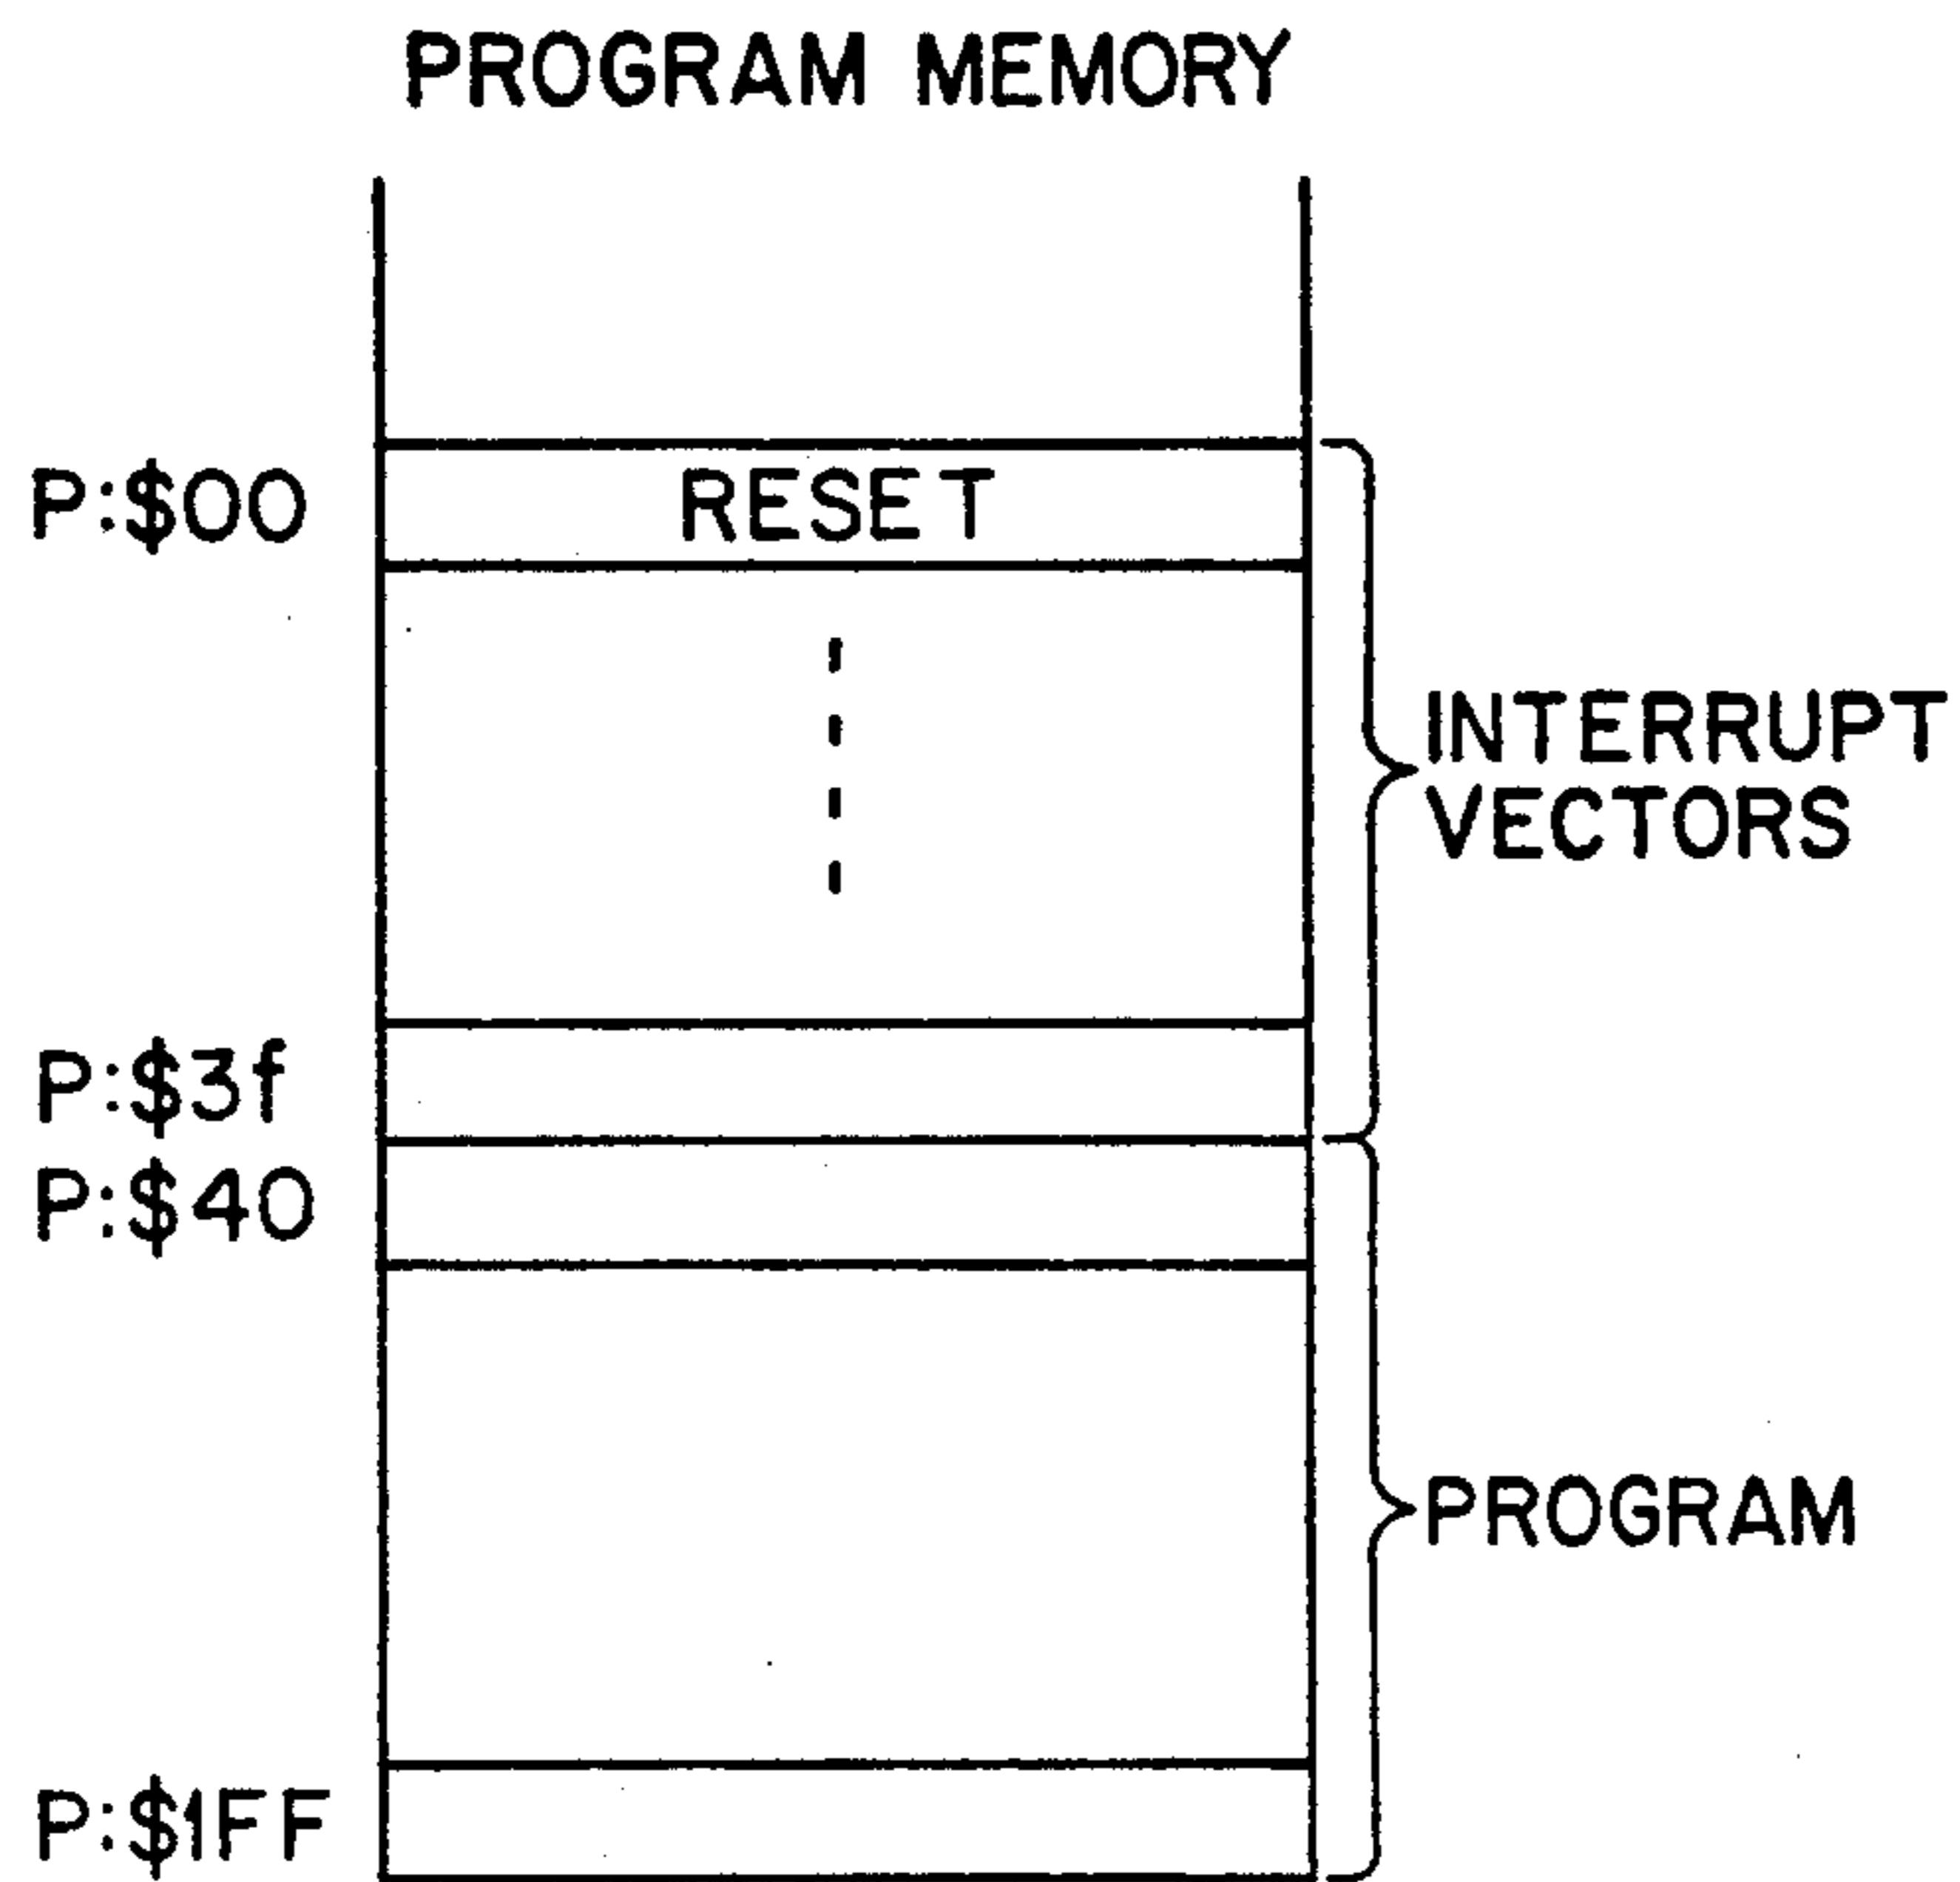 PROGRAM MEMORY
P:$00
RESET
INTERRUPT
VECTORS
P:$3f
P:$40
PROGRAM
P:$1FF